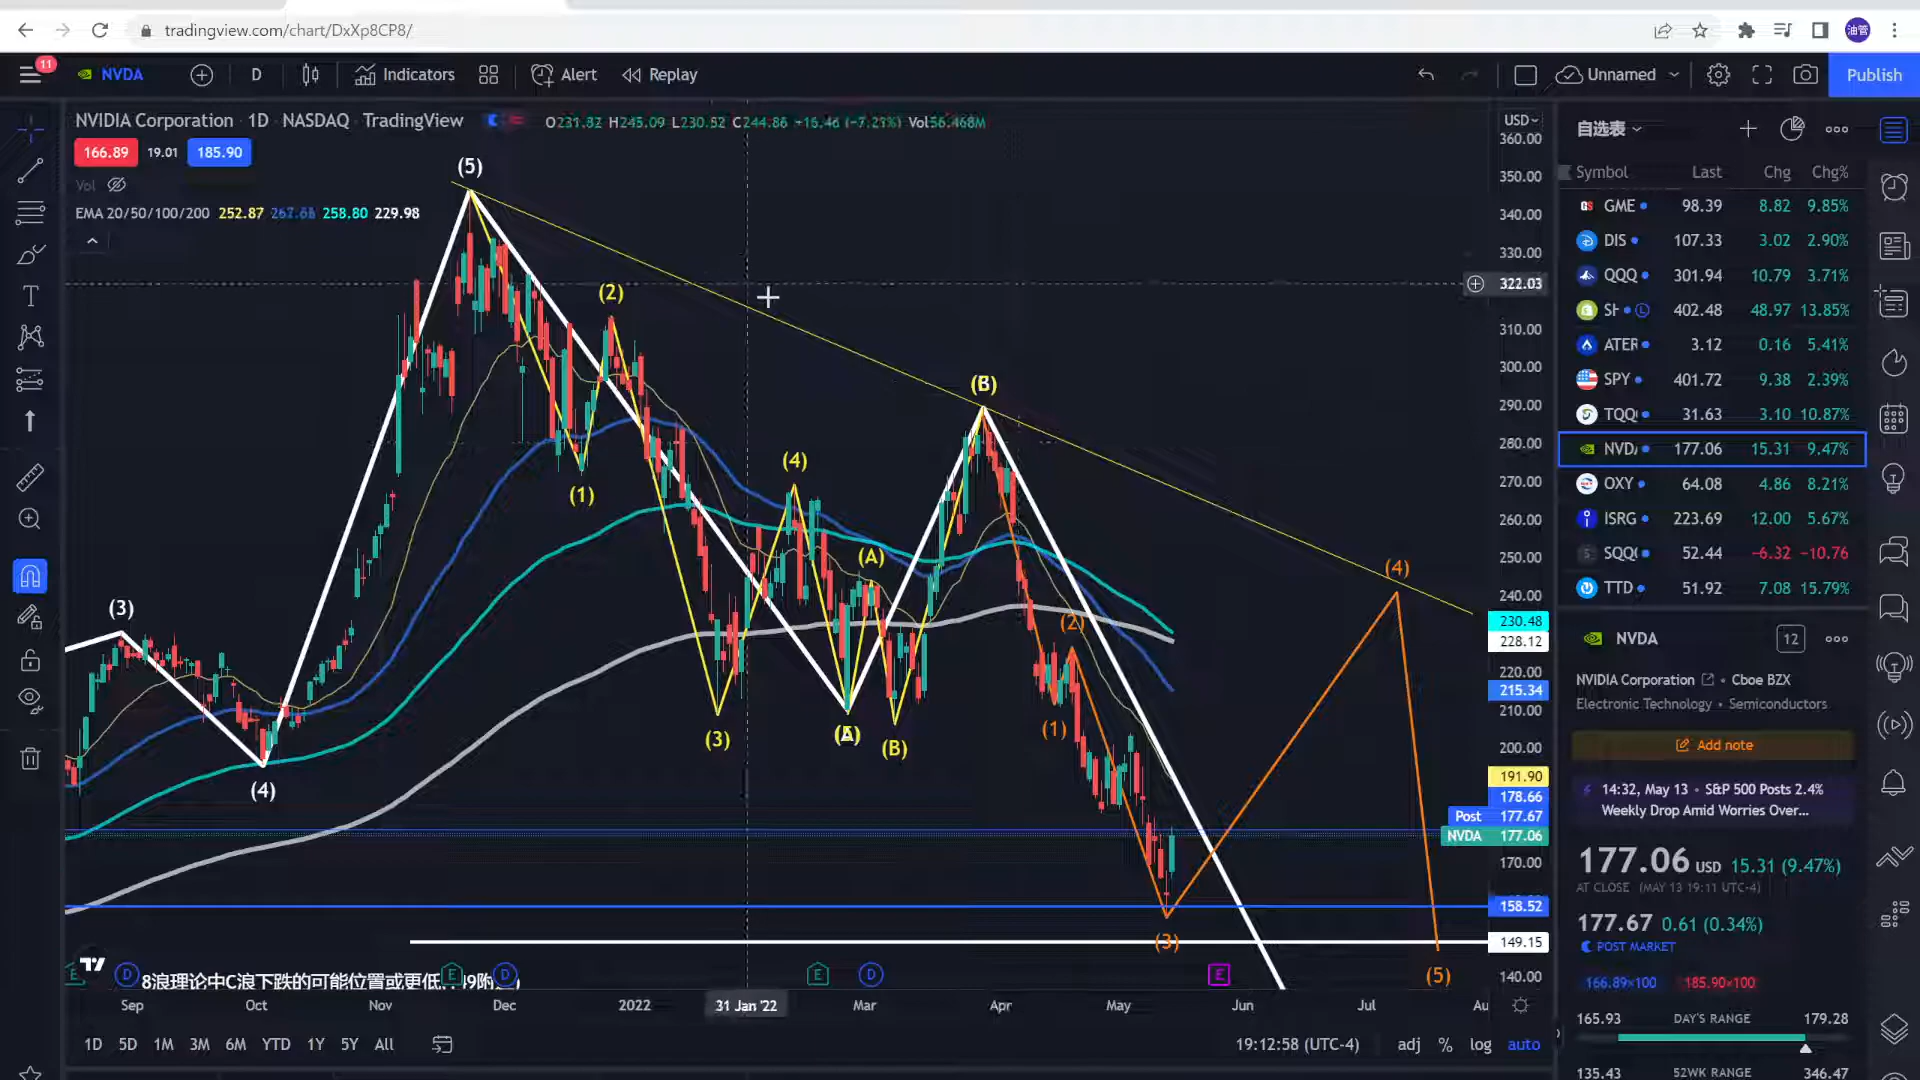 tradingview.com/chart/DxXp8CP8/
油管
11
NVDA D Indicators Alert Replay Unnamed Publish
NVIDIA Corporation 1D NASDAQ TradingView
O231.82 H245.09 L230.52 C244.86
166.89 19.01 185.90
Vol
EMA 20/50/100/200 252.87 258.80 229.98
(5)
(2)
(B)
(1)
(4)
(A)
(3)
(4)
(3)
(B)
(4)
(2)
(1)
(3)
(5)
USD
360.00
350.00
340.00
330.00
322.03
310.00
300.00
290.00
280.00
270.00
260.00
250.00
240.00
230.48
228.12
220.00
215.34
210.00
200.00
191.90
178.66
Post 177.67
NVDA 177.06
170.00
158.52
149.15
140.00
8浪理论中C浪下跌的可能位置或更低
E D E D E D E
Sep Oct Nov Dec 2022 31 Jan '22 Mar Apr May Jun Jul Au
1D 5D 1M 3M 6M YTD 1Y 5Y All
19:12:58 (UTC-4) adj % log auto
自选表
Symbol Last Chg Chg%
GME 98.39 8.82 9.85%
DIS 107.33 3.02 2.90%
QQQ 301.94 10.79 3.71%
SH L 402.48 48.97 13.85%
ATER 3.12 0.16 5.41%
SPY 401.72 9.38 2.39%
TQQ 31.63 3.10 10.87%
NVD 177.06 15.31 9.47%
OXY 64.08 4.86 8.21%
ISRG 223.69 12.00 5.67%
SQQ 52.44 −6.32 −10.76
TTD 51.92 7.08 15.79%
NVDA 12
NVIDIA Corporation • Cboe BZX
Electronic Technology • Semiconductors
Add note
14:32, May 13 • S&P 500 Posts 2.4%
Weekly Drop Amid Worries Over...
177.06 USD 15.31 (9.47%)
AT CLOSE (MAY 13 19:11 UTC-4)
177.67 0.61 (0.34%)
POST MARKET
166.89×100 185.90×100
165.93 DAY'S RANGE 179.28
135.43 52WK RANGE 346.47